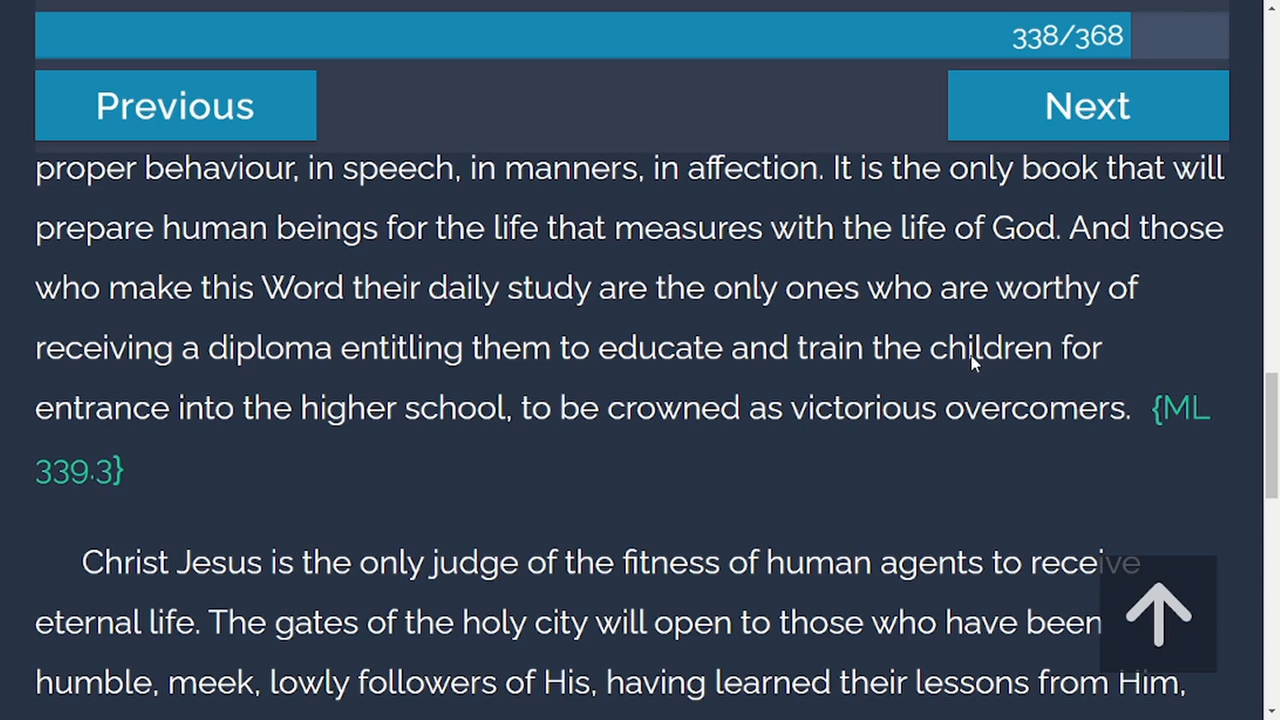 338/368
Previous
Next
proper behaviour, in speech, in manners, in affection. It is the only book that will
prepare human beings for the life that measures with the life of God. And those
who make this Word their daily study are the only ones who are worthy of
receiving a diploma entitling them to educate and train the children for
entrance into the higher school, to be crowned as victorious overcomers. {ML
339.3}
Christ Jesus is the only judge of the fitness of human agents to receive
eternal life. The gates of the holy city will open to those who have been
humble, meek, lowly followers of His, having learned their lessons from Him,